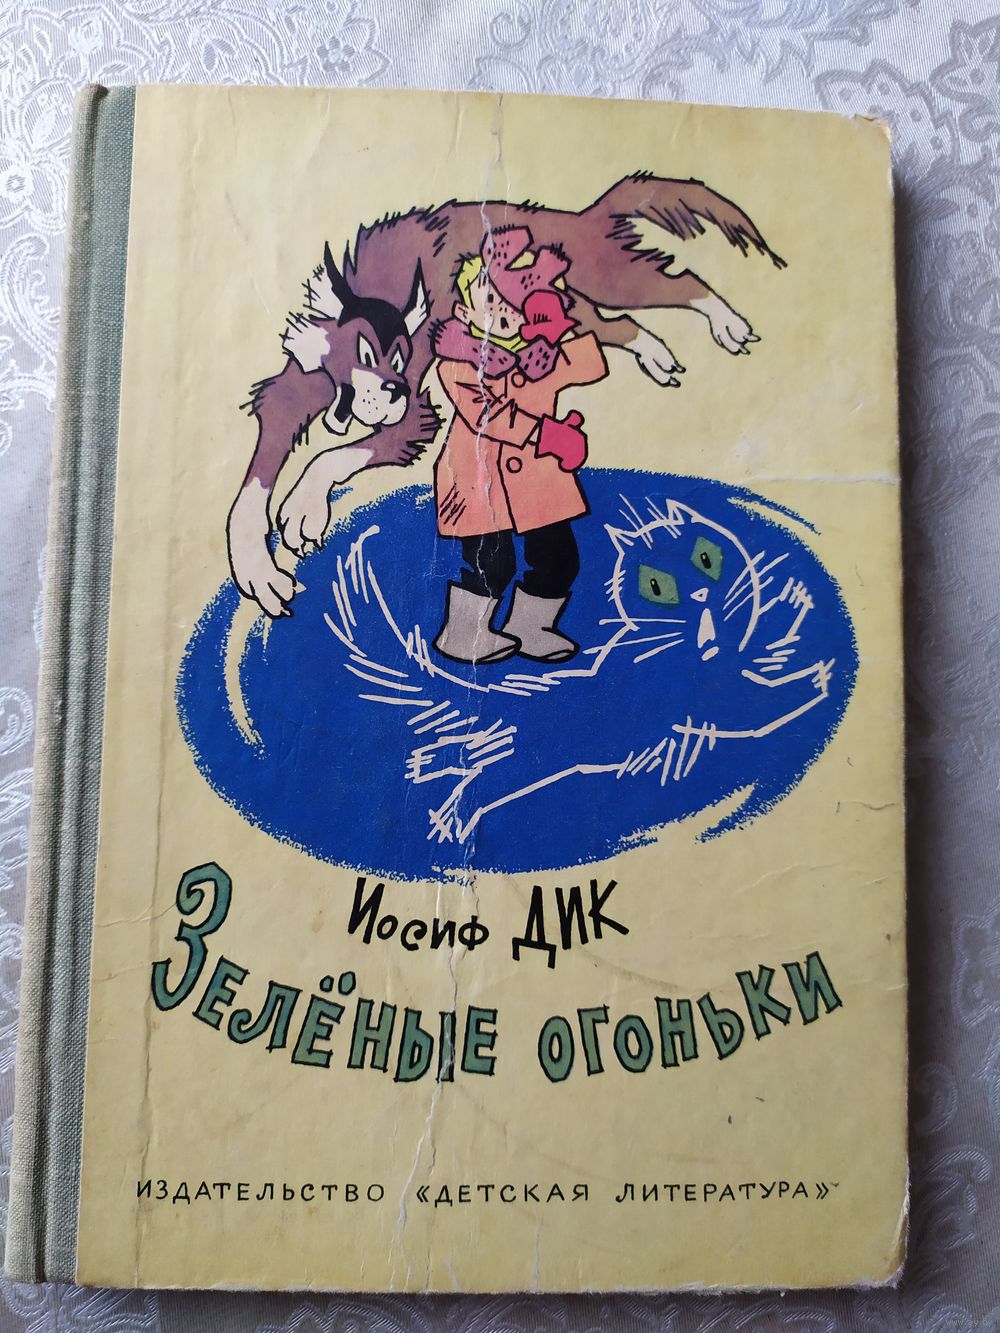 Иосиф ДИК
Зелёные огоньки
ИЗДАТЕЛЬСТВО «ДЕТСКАЯ ЛИТЕРАТУРА»